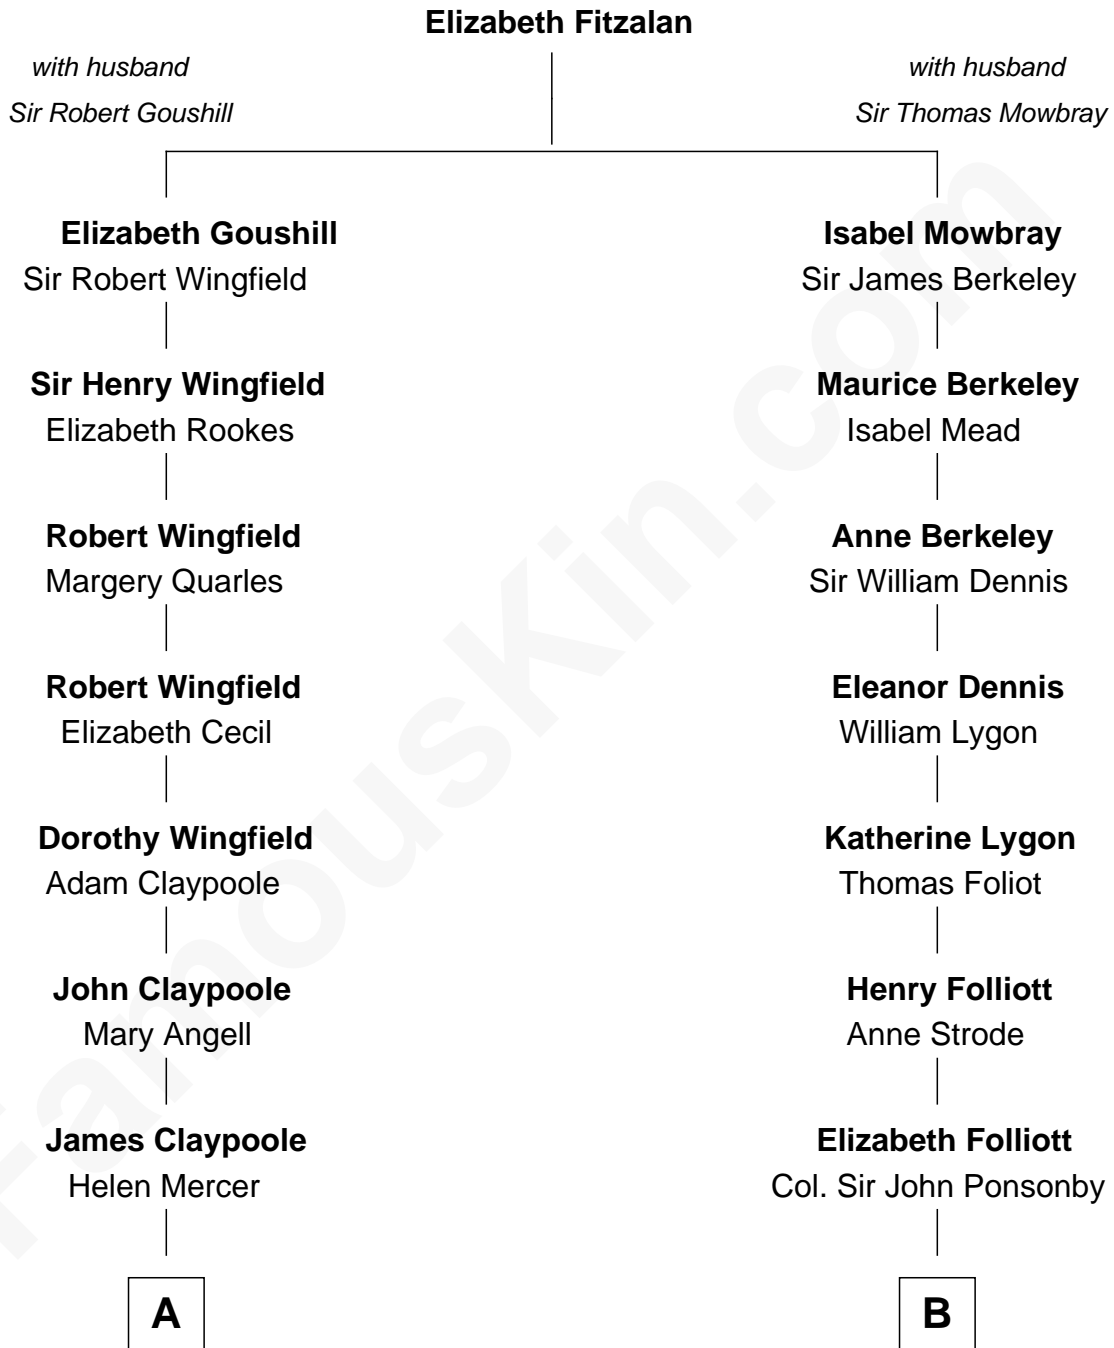 Elizabeth Fitzalan
with husband
Sir Robert Goushill
with husband
Sir Thomas Mowbray
Elizabeth Goushill
Sir Robert Wingfield
Isabel Mowbray
Sir James Berkeley
Sir Henry Wingfield
Elizabeth Rookes
Maurice Berkeley
Isabel Mead
Robert Wingfield
Margery Quarles
Anne Berkeley
Sir William Dennis
Robert Wingfield
Elizabeth Cecil
Eleanor Dennis
William Lygon
Dorothy Wingfield
Adam Claypoole
Katherine Lygon
Thomas Foliot
John Claypoole
Mary Angell
Henry Folliott
Anne Strode
James Claypoole
Helen Mercer
Elizabeth Folliott
Col. Sir John Ponsonby
A
B
FamousKin.com